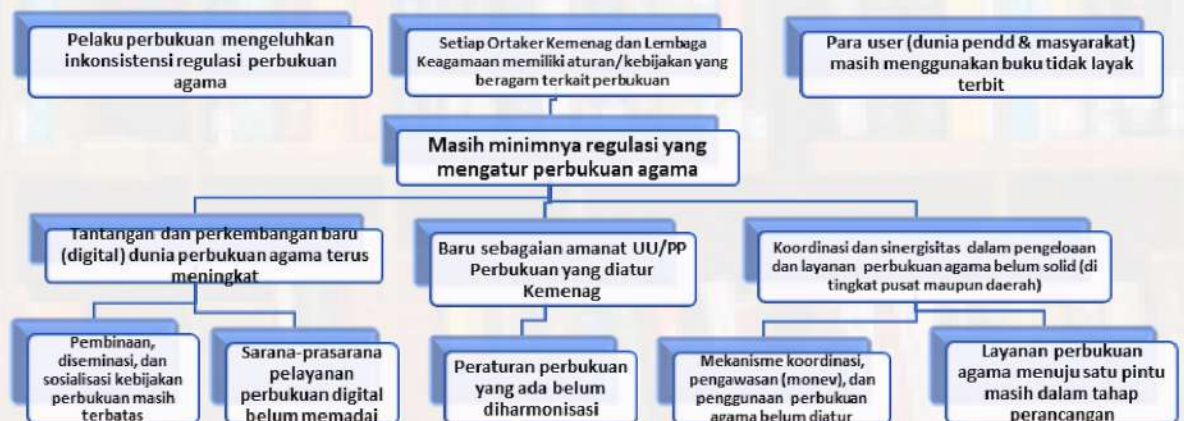 Pelaku perbukuan mengeluhkan
inkonsistensi regulasi perbukuan
agama
Setiap Ortaker Kemenag dan Lembaga
Keagamaan memiliki aturan/kebijakan yang
beragam terkait perbukuan
Para user (dunia pendd & masyarakat)
masih menggunakan buku tidak layak
terbit
Masih minimnya regulasi yang
mengatur perbukuan agama
Tantangan dan perkembangan baru
(digital) dunia perbukuan agama terus
meningkat
Baru sebagaian amanat UU/PP
Perbukuan yang diatur
Kemenag
Koordinasi dan sinergisitas dalam pengeloaan
dan layanan perbukuan agama belum solid (di
tingkat pusat maupun daerah)
Pembinaan,
diseminasi, dan
sosialisasi kebijakan
perbukuan masih
terbatas
Sarana-prasarana
pelayanan
perbukuan digital
belum memadai
Peraturan perbukuan
yang ada belum
diharmonisasi
Mekanisme koordinasi,
pengawasan (monev), dan
penggunaan perbukuan
agama belum diatur
Layanan perbukuan
agama menuju satu pintu
masih dalam tahap
perancangan